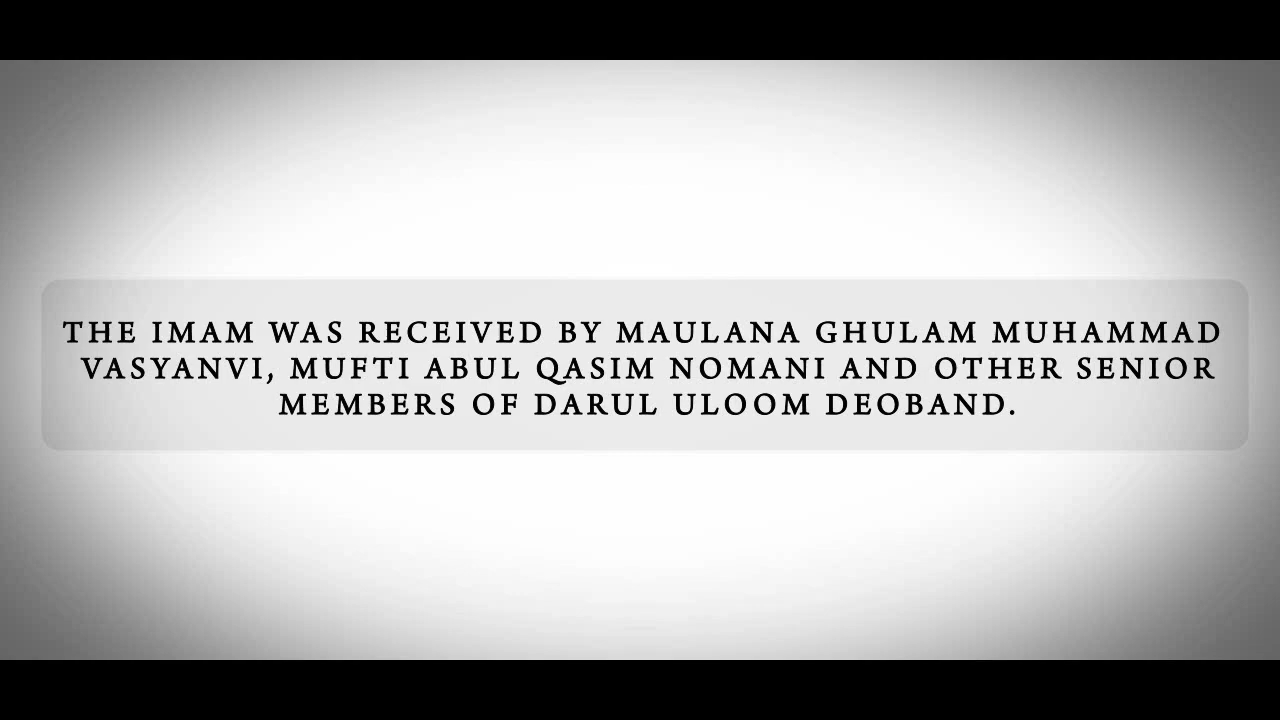 THE IMAM WAS RECEIVED BY MAULANA GHULAM MUHAMMAD
VASYANVI, MUFTI ABUL QASIM NOMANI AND OTHER SENIOR
MEMBERS OF DARUL ULOOM DEOBAND.